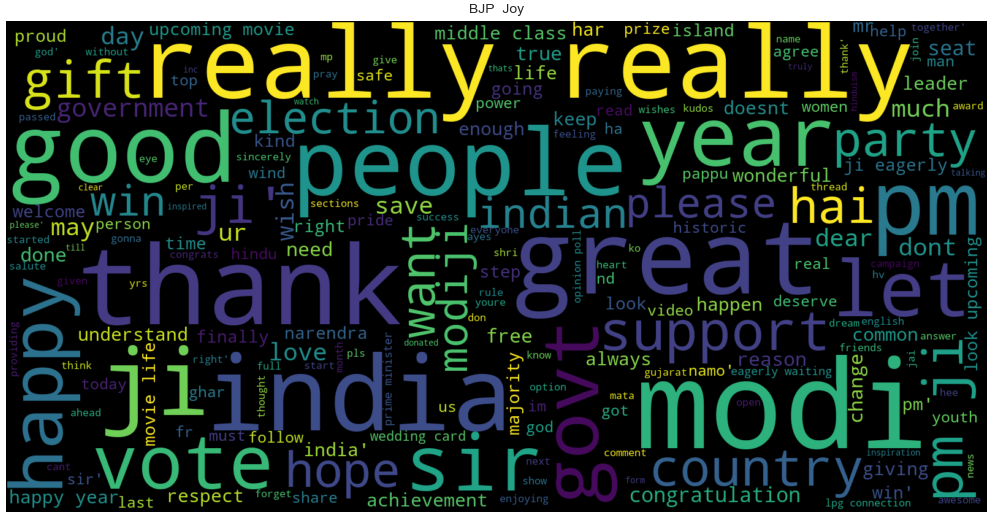 BJP Joy
proud
day
upcoming movie
really really
middle class
har
prize
island
mr
help
together'
god'
without
top
gift
safe
mp
give
pray
inc
thats
true
life
agree
name
women
thank'
join
truly
man
seat
leader
hinduism
government
passed
election
watch
going
power
paying
read
wishes
kudos
doesnt
much
award
good
eye
kind
sincerely
wind
enough
keep
feeling
ha
people
year
party
pappu
wonderful
ji eagerly
talking
clear
per
inspired
win
ji'
wish
sections
save
success
everyone
indian
please
thread
hai
pm
welcome
please'
may
person
ur
right
pride
ayes
historic
dear
dont
started
till
gonna
done
time
hindu
need
want
modiji
shri
step
great
opinion poll
ko
heart
nd
real
let
campaign
hv
look upcoming
salute
congrats
given
yrs
thank
rule
youre
look
video
happen
deserve
dream
english
happy
providing
understand
finally
narendra
don
donated
free
support
common
answer
friends
think
today
ahead
ji
movie life
right'
love
full
start
pls
month
prime minister
india
know
always
reason
gujarat
namo'
eagerly waiting
change
jai
pm ji
ghar
thought
us
majority
option
im
god
govt
mata
got
open
modi
pm'
youth
hee
inspiration
fr
must
follow
india'
wedding card
cant
sir'
vote
hope
sir
next
show
comment
country
giving
win'
news
happy year
last
respect
forget
share
achievement
enjoying
form
congratulation
lpg connection
awesome